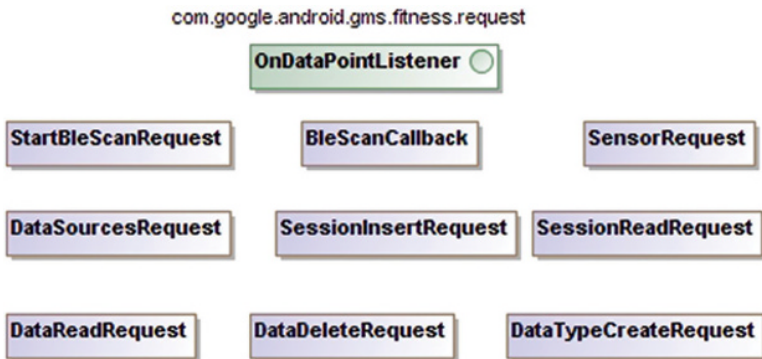 com.google.android.gms.fitness.request
OnDataPointListener
StartBleScanRequest BleScanCallback SensorRequest
DataSourcesRequest SessionInsertRequest SessionReadRequest
DataReadRequest DataDeleteRequest DataTypeCreateRequest